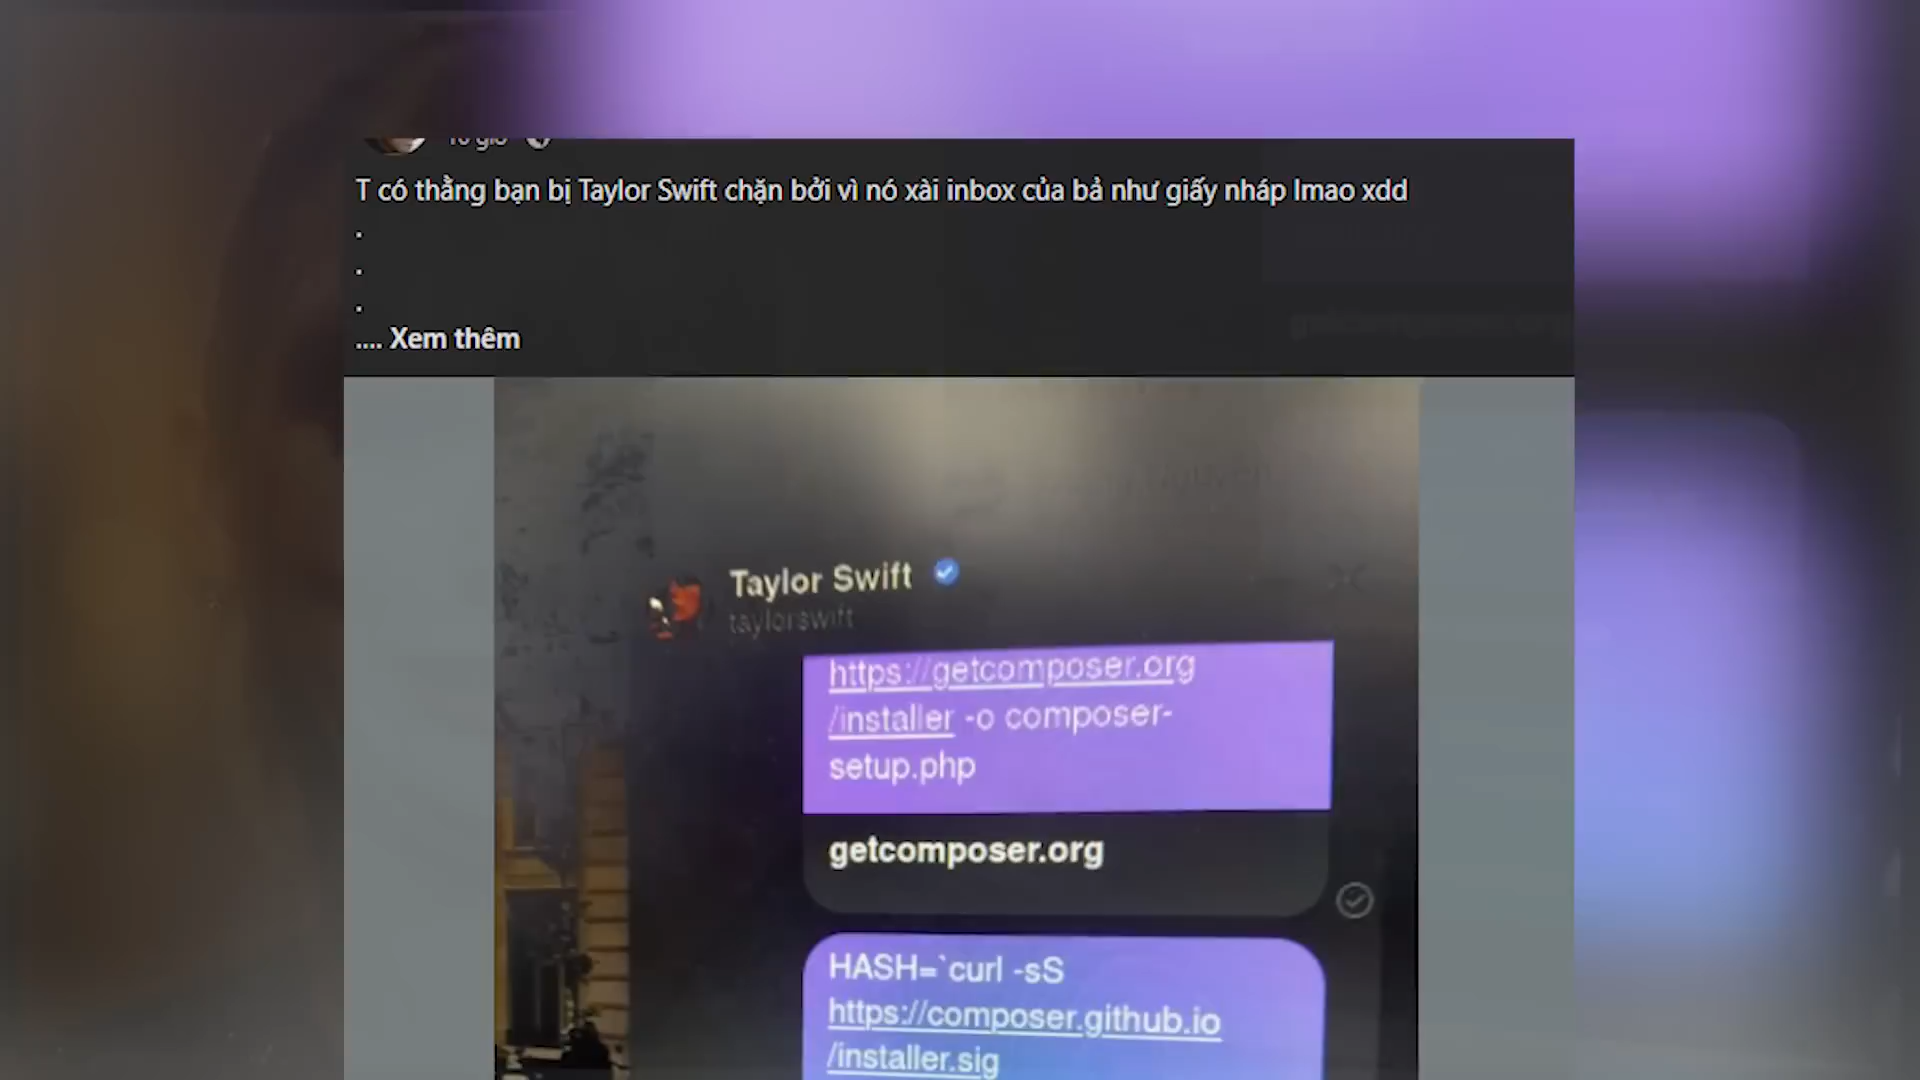 T có thằng bạn bị Taylor Swift chặn bởi vì nó xài inbox của bả như giấy nháp lmao xdd
.
.
.
.... Xem thêm
Taylor Swift
taylorswift
https://getcomposer.org
/installer -o composer-
setup.php
getcomposer.org
HASH=`curl -sS
https://composer.github.io
/installer.sig